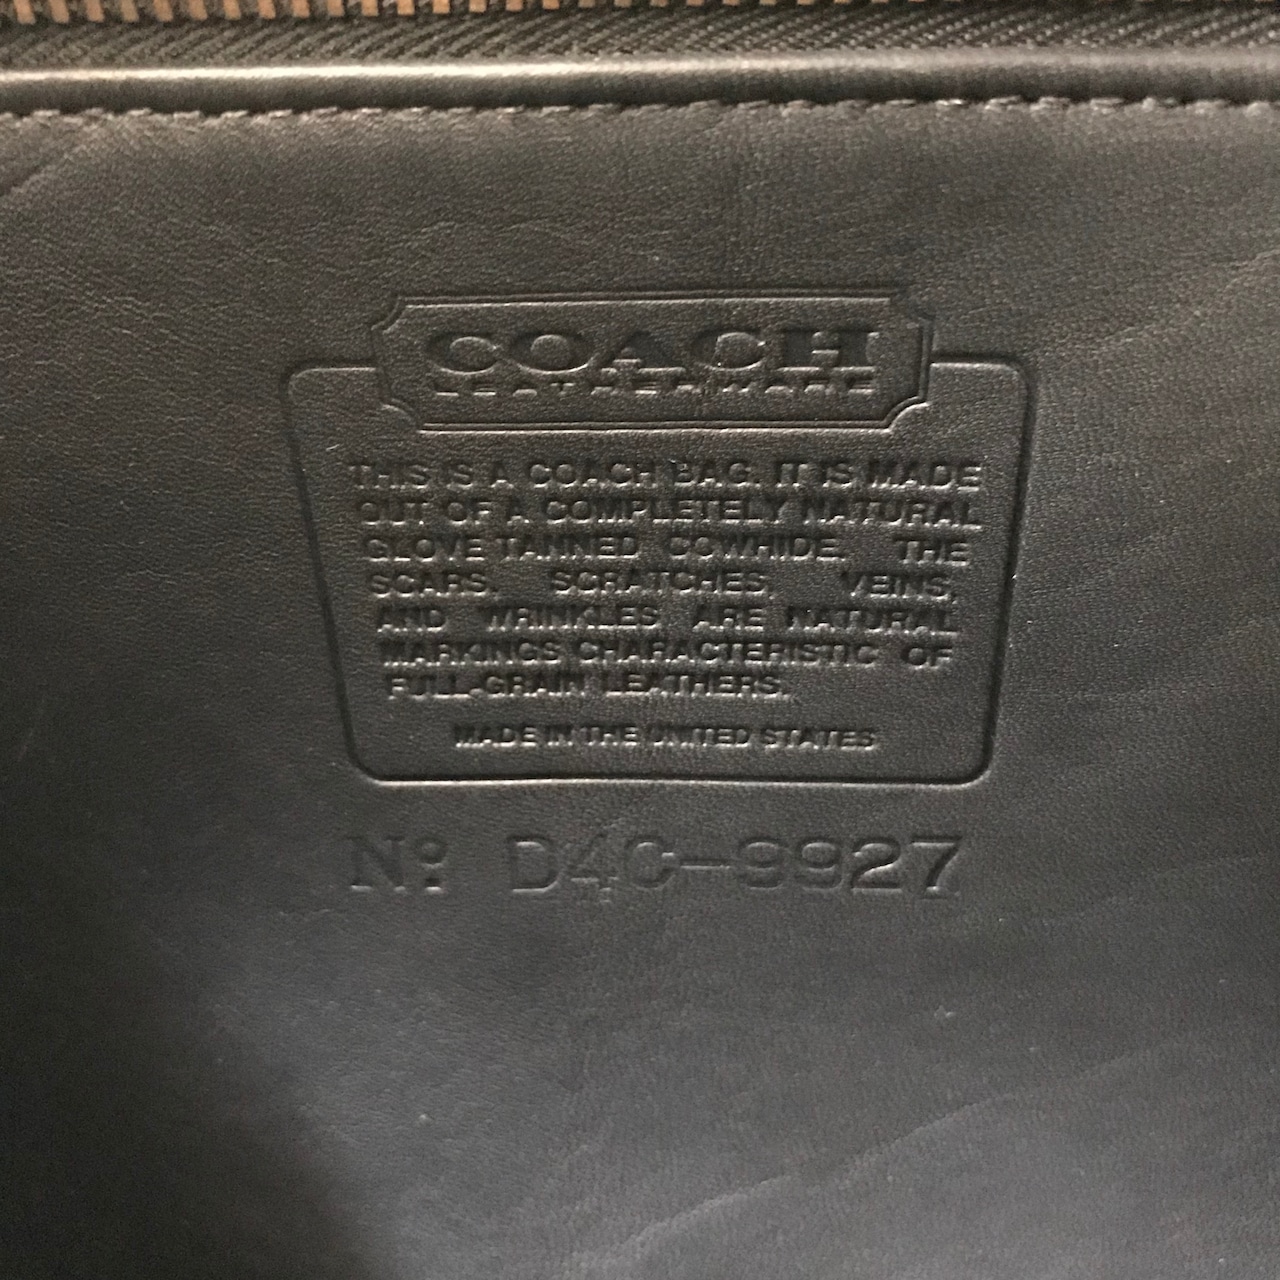 COACH
LEATHERWARE
THIS IS A COACH BAG. IT IS MADE
OUT OF A COMPLETELY NATURAL
GLOVE TANNED COWHIDE. THE
SCARS, SCRATCHES, VEINS,
AND WRINKLES ARE NATURAL
MARKINGS CHARACTERISTIC OF
FULL-GRAIN LEATHERS.
MADE IN THE UNITED STATES
Nº D4C-9927